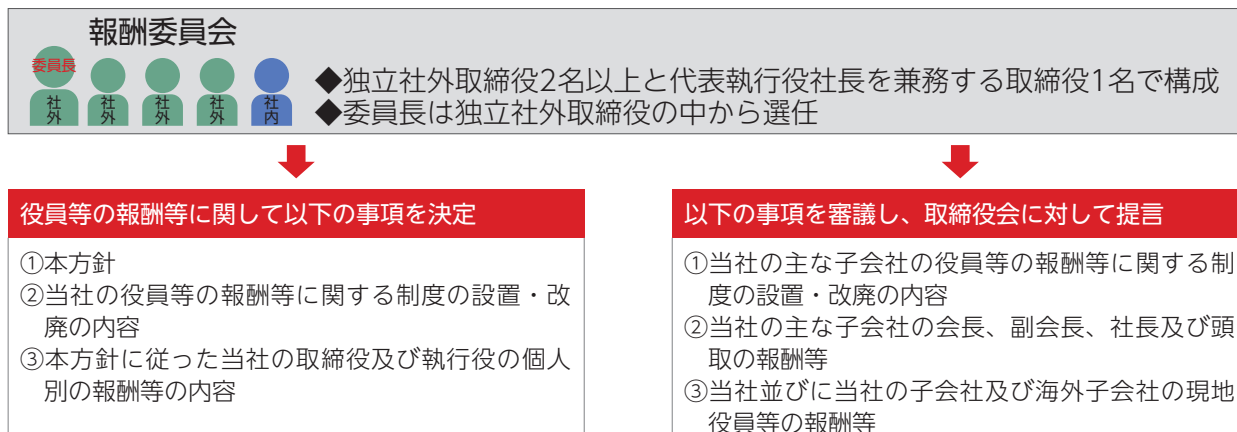 報酬委員会
委員長
社外
社外
社外
社外
社内
◆独立社外取締役2名以上と代表執行役社長を兼務する取締役1名で構成
◆委員長は独立社外取締役の中から選任
役員等の報酬等に関して以下の事項を決定
①本方針
②当社の役員等の報酬等に関する制度の設置・改
廃の内容
③本方針に従った当社の取締役及び執行役の個人
別の報酬等の内容
以下の事項を審議し、取締役会に対して提言
①当社の主な子会社の役員等の報酬等に関する制
度の設置・改廃の内容
②当社の主な子会社の会長、副会長、社長及び頭
取の報酬等
③当社並びに当社の子会社及び海外子会社の現地
役員等の報酬等